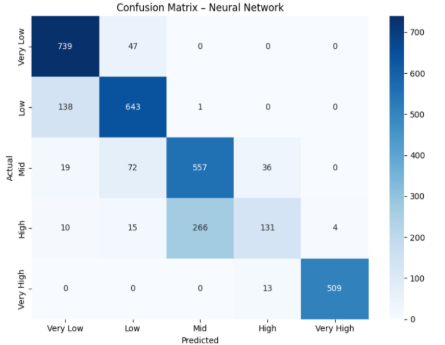 Confusion Matrix – Neural Network
Very Low 739 47 0 0 0 700
600
Low 138 643 1 0 0
500
Actual
Mid 19 72 557 36 0 400
300
High 10 15 266 131 4 200
100
Very High 0 0 0 13 509
0
Very Low Low Mid High Very High
Predicted